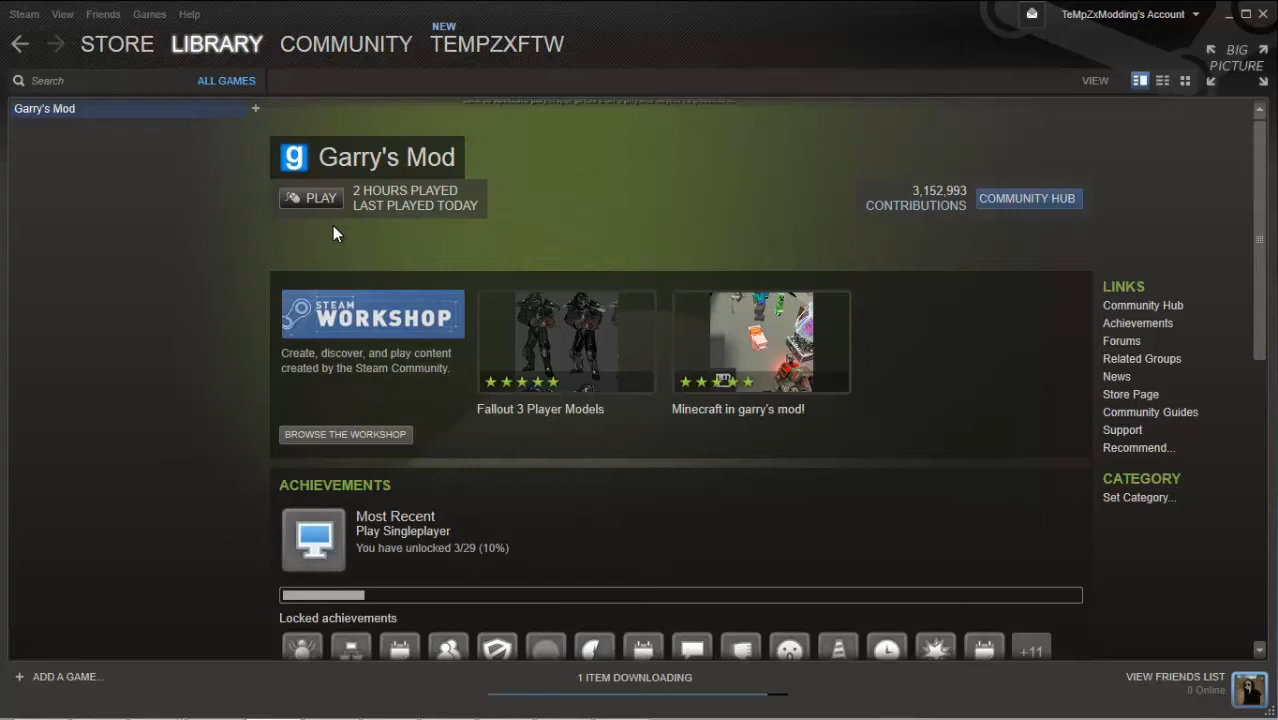 Steam View Friends Games Help
TeMpZxModding's Account
NEW
STORE LIBRARY COMMUNITY TEMPZXFTW
BIG
PICTURE
Search ALL GAMES
VIEW
Garry's Mod +
g Garry's Mod
PLAY
2 HOURS PLAYED
LAST PLAYED TODAY
3,152,993
CONTRIBUTIONS
COMMUNITY HUB
STEAM
WORKSHOP
Create, discover, and play content
created by the Steam Community.
BROWSE THE WORKSHOP
Fallout 3 Player Models
Minecraft in garry's mod!
LINKS
Community Hub
Achievements
Forums
Related Groups
News
Store Page
Community Guides
Support
Recommend...
CATEGORY
Set Category...
ACHIEVEMENTS
Most Recent
Play Singleplayer
You have unlocked 3/29 (10%)
Locked achievements
+11
+ ADD A GAME...
1 ITEM DOWNLOADING
VIEW FRIENDS LIST
0 Online